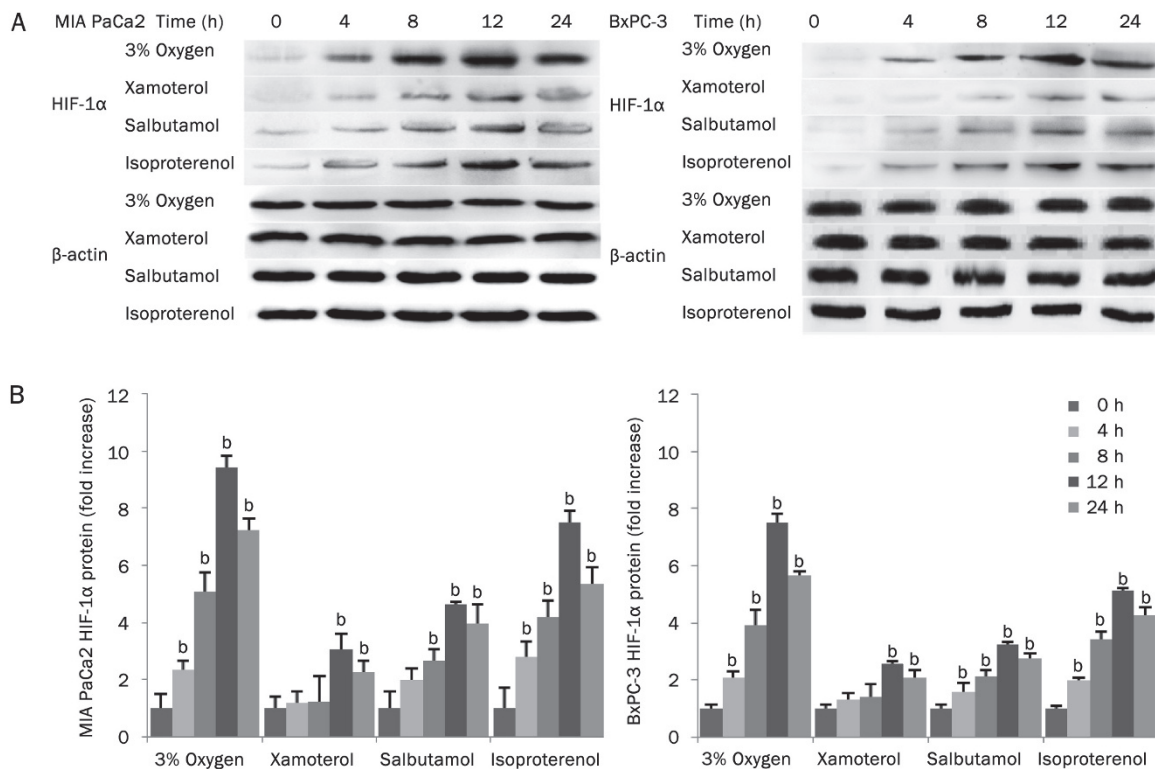 A
MIA PaCa2 Time (h) 0 4 8 12 24
3% Oxygen
HIF-1α
Xamoterol
Salbutamol
Isoproterenol
3% Oxygen
β-actin
Xamoterol
Salbutamol
Isoproterenol
BxPC-3 Time (h) 0 4 8 12 24
3% Oxygen
HIF-1α
Xamoterol
Salbutamol
Isoproterenol
3% Oxygen
β-actin
Xamoterol
Salbutamol
Isoproterenol
B
MIA PaCa2 HIF-1α protein (fold increase)
12
10
8
6
4
2
0
b b b b
b b
b b b
b b b b
3% Oxygen Xamoterol Salbutamol Isoproterenol
BxPC-3 HIF-1α protein (fold increase)
12
10
8
6
4
2
0
b b b b
b b
b b b b
b b b b
3% Oxygen Xamoterol Salbutamol Isoproterenol
0 h
4 h
8 h
12 h
24 h